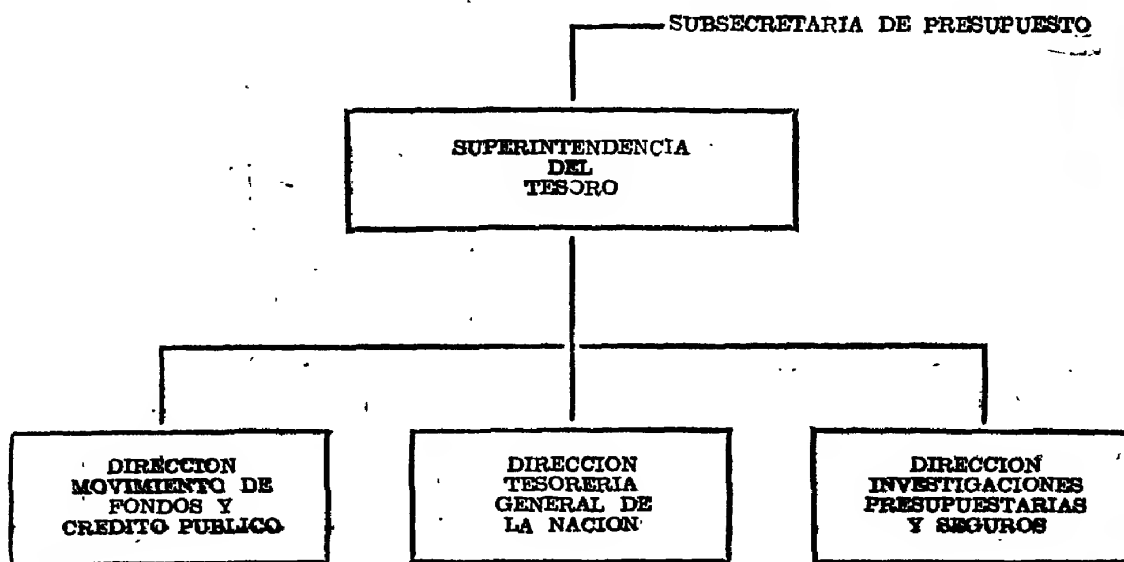 SUBSECRETARIA DE PRESUPUESTO
SUPERINTENDENCIA
DEL
TESORO
DIRECCION
MOVIMIENTO DE
FONDOS Y
CREDITO PUBLICO
DIRECCION
TESORERIA
GENERAL DE
LA NACION
DIRECCION
INVESTIGACIONES
PRESUPUESTARIAS
Y SEGUROS